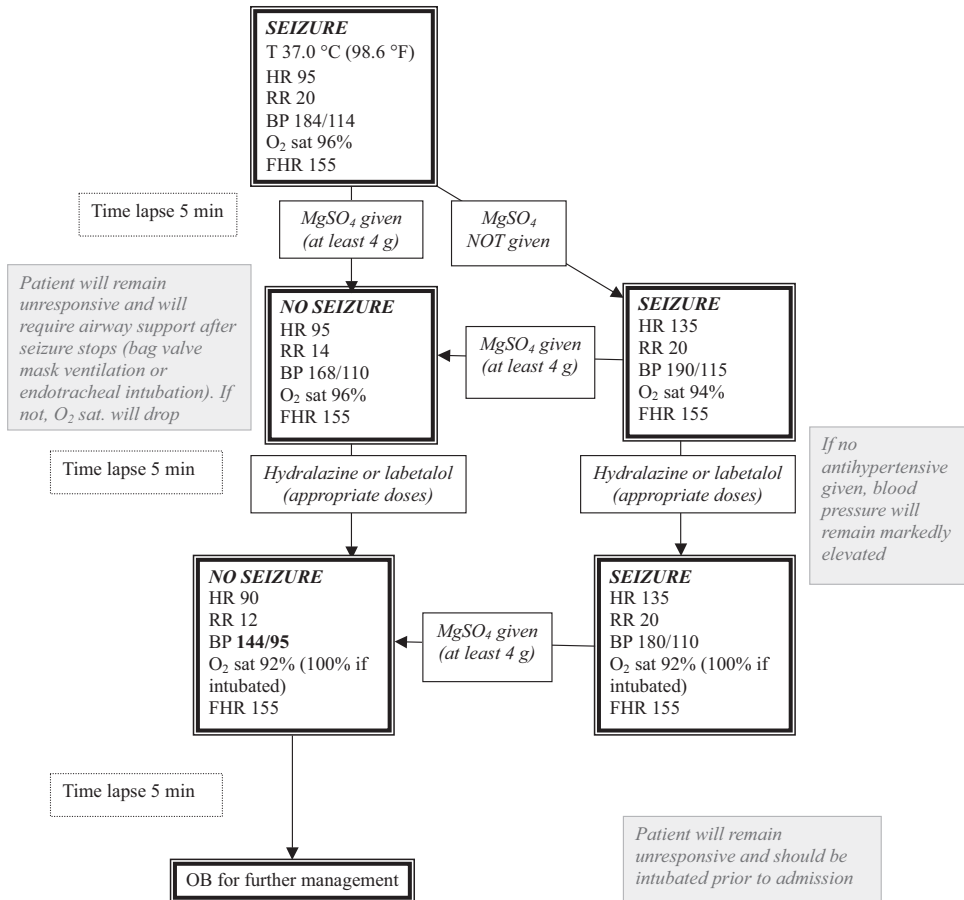 SEIZURE
T 37.0 °C (98.6 °F)
HR 95
RR 20
BP 184/114
O₂ sat 96%
FHR 155
Time lapse 5 min
MgSO₄ given
(at least 4 g)
MgSO₄
NOT given
Patient will remain
unresponsive and will
require airway support after
seizure stops (bag valve
mask ventilation or
endotracheal intubation). If
not, O₂ sat. will drop
NO SEIZURE
HR 95
RR 14
BP 168/110
O₂ sat 96%
FHR 155
MgSO₄ given
(at least 4 g)
SEIZURE
HR 135
RR 20
BP 190/115
O₂ sat 94%
FHR 155
Time lapse 5 min
Hydralazine or labetalol
(appropriate doses)
Hydralazine or labetalol
(appropriate doses)
If no
antihypertensive
given, blood
pressure will
remain markedly
elevated
NO SEIZURE
HR 90
RR 12
BP 144/95
O₂ sat 92% (100% if
intubated)
FHR 155
MgSO₄ given
(at least 4 g)
SEIZURE
HR 135
RR 20
BP 180/110
O₂ sat 92% (100% if
intubated)
FHR 155
Time lapse 5 min
OB for further management
Patient will remain
unresponsive and should be
intubated prior to admission